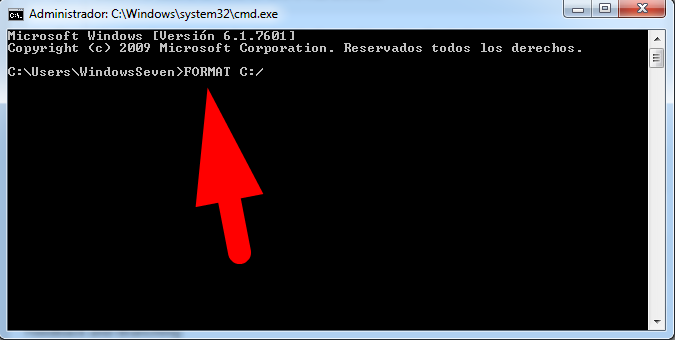 Administrador: C:\Windows\system32\cmd.exe
Microsoft Windows [Versión 6.1.7601]
Copyright (c) 2009 Microsoft Corporation. Reservados todos los derechos.
C:\Users\WindowsSeven>FORMAT C:/